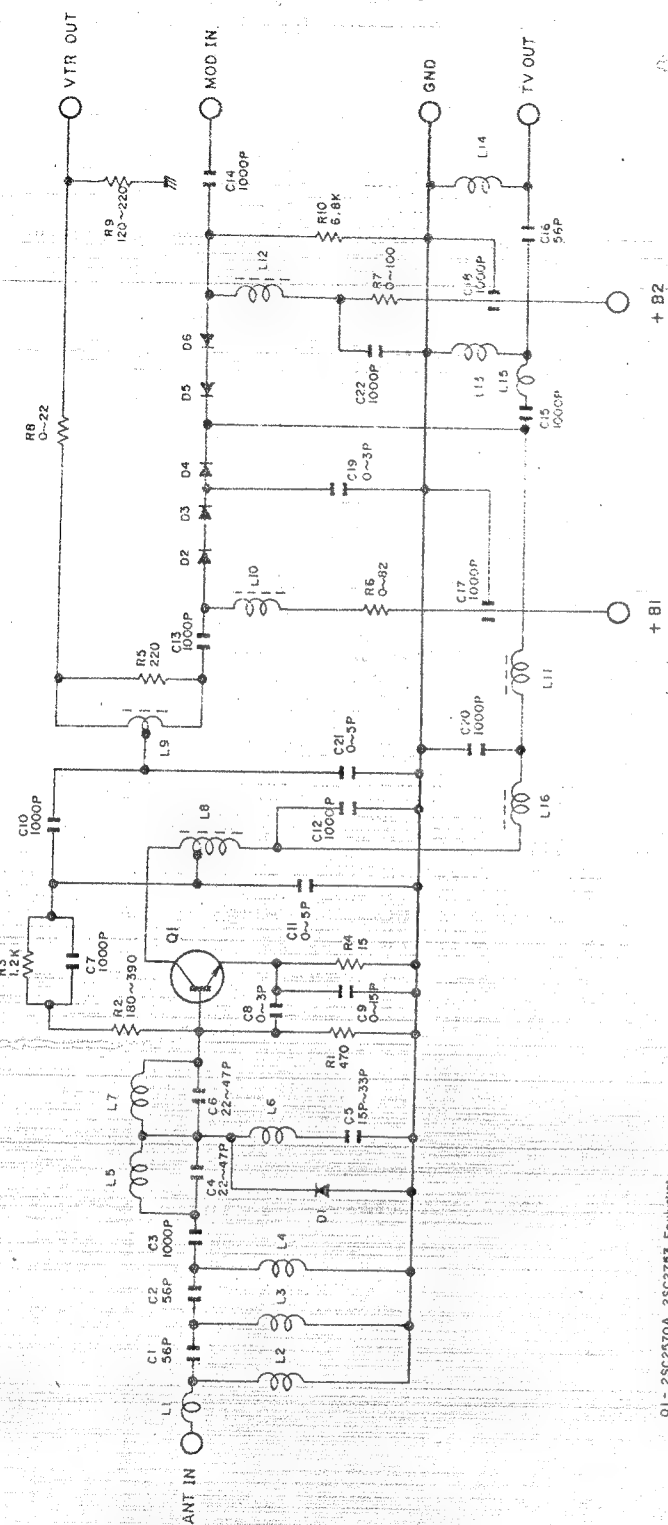 ANT IN
L1
C1
56P
L2
C2
56P
L3
C3
1000P
L4
L5
C4
22~47P
D1
L7
C6
22~47P
L6
C5
15P~33P
1.2K
C7
1000P
R2
180~390
Q1
C8
0~3P
R1
470
C9
0~15P
R4
15
C10
1000P
L8
C11
0~5P
C12
1000P
C21
0~5P
L9
R5
220
C13
1000P
L16
C20
1000P
L11
L10
R6
0~82
C17
1000P
+ B1
D2
D3
D4
D5
D6
C19
0~3P
R8
0~22
R9
120~220
VTR OUT
C14
1000P
MOD IN
L12
R10
6.8K
C22
1000P
R7
0~100
C18
1000P
+ B2
GND
L13
L15
C15
1000P
C16
56P
L14
TV OUT